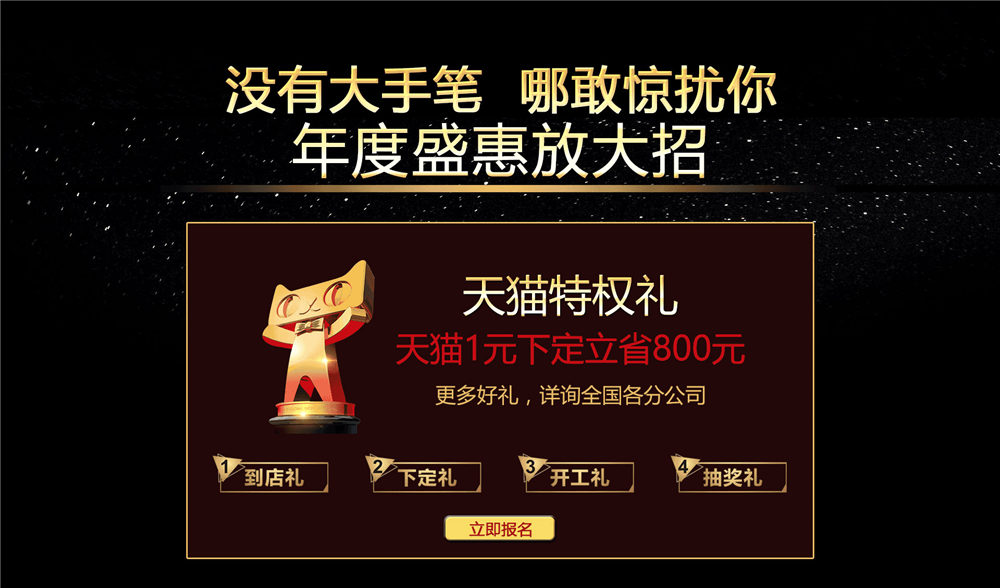 没有大手笔 哪敢惊扰你
年度盛惠放大招
天猫特权礼
天猫1元下定立省800元
更多好礼，详询全国各分公司
1 到店礼 2 下定礼 3 开工礼 4 抽奖礼
立即报名